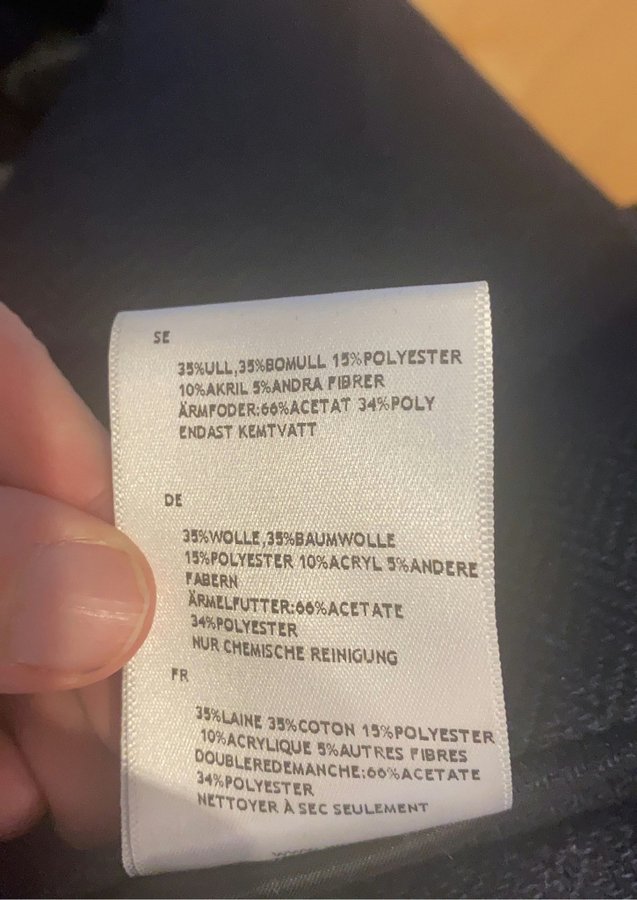 SE
35%ULL,35%BOMULL 15%POLYESTER
10%AKRIL 5%ANDRA FIBRER
ÄRMFODER:66%ACETAT 34%POLY
ENDAST KEMTVATT
DE
35%WOLLE,35%BAUMWOLLE
15%POLYESTER 10%ACRYL 5%ANDERE
FABERN
ÄRMELFUTTER:66%ACETATE
34%POLYESTER
NUR CHEMISCHE REINIGUNG
FR
35%LAINE 35%COTON 15%POLYESTER
10%ACRYLIQUE 5%AUTRES FIBRES
DOUBLEREDEMANCHE:66%ACETATE
34%POLYESTER
NETTOYER À SEC SEULEMENT